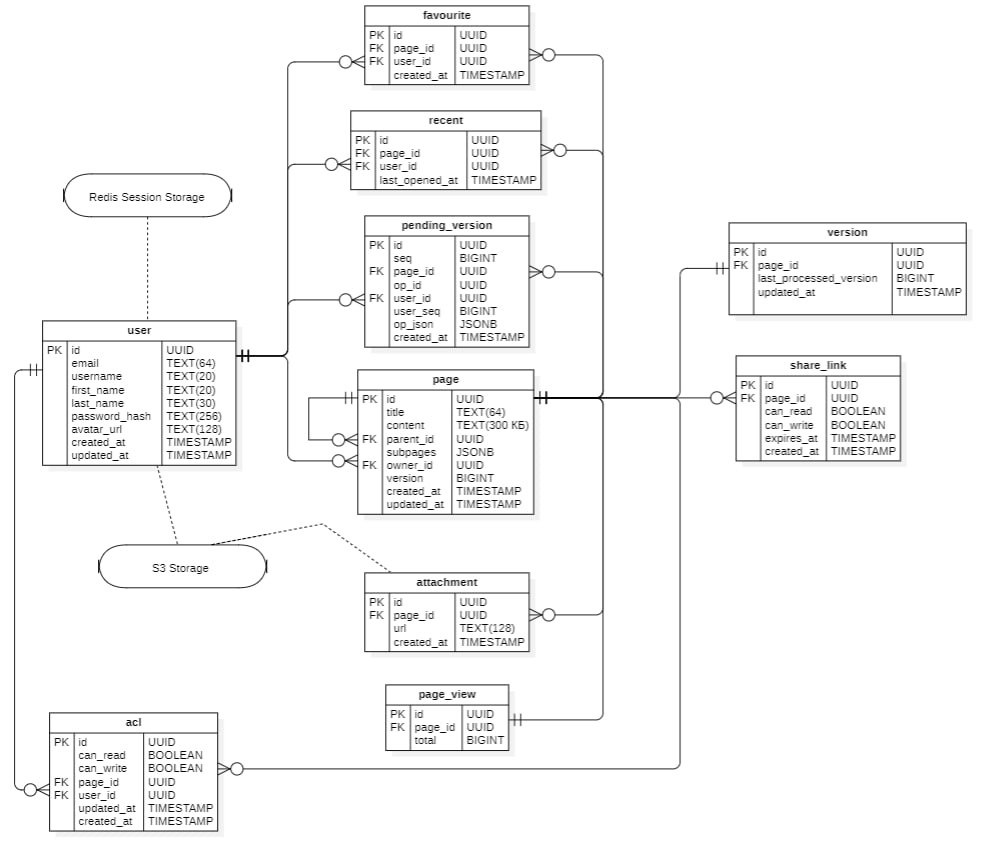 favourite
PK id UUID
FK page_id UUID
FK user_id UUID
created_at TIMESTAMP
recent
PK id UUID
FK page_id UUID
FK user_id UUID
last_opened_at TIMESTAMP
Redis Session Storage
pending_version
PK id UUID
seq BIGINT
FK page_id UUID
op_id UUID
FK user_id UUID
user_seq BIGINT
op_json JSONB
created_at TIMESTAMP
version
PK id UUID
FK page_id UUID
last_processed_version BIGINT
updated_at TIMESTAMP
user
PK id UUID
email TEXT(64)
username TEXT(20)
first_name TEXT(20)
last_name TEXT(30)
password_hash TEXT(256)
avatar_url TEXT(128)
created_at TIMESTAMP
updated_at TIMESTAMP
page
PK id UUID
title TEXT(64)
content TEXT(300 КБ)
FK parent_id UUID
subpages JSONB
FK owner_id UUID
version BIGINT
created_at TIMESTAMP
updated_at TIMESTAMP
share_link
PK id UUID
FK page_id UUID
can_read BOOLEAN
can_write BOOLEAN
expires_at TIMESTAMP
created_at TIMESTAMP
S3 Storage
attachment
PK id UUID
FK page_id UUID
url TEXT(128)
created_at TIMESTAMP
page_view
PK id UUID
FK page_id UUID
total BIGINT
acl
PK id UUID
can_read BOOLEAN
can_write BOOLEAN
FK page_id UUID
FK user_id UUID
updated_at TIMESTAMP
created_at TIMESTAMP